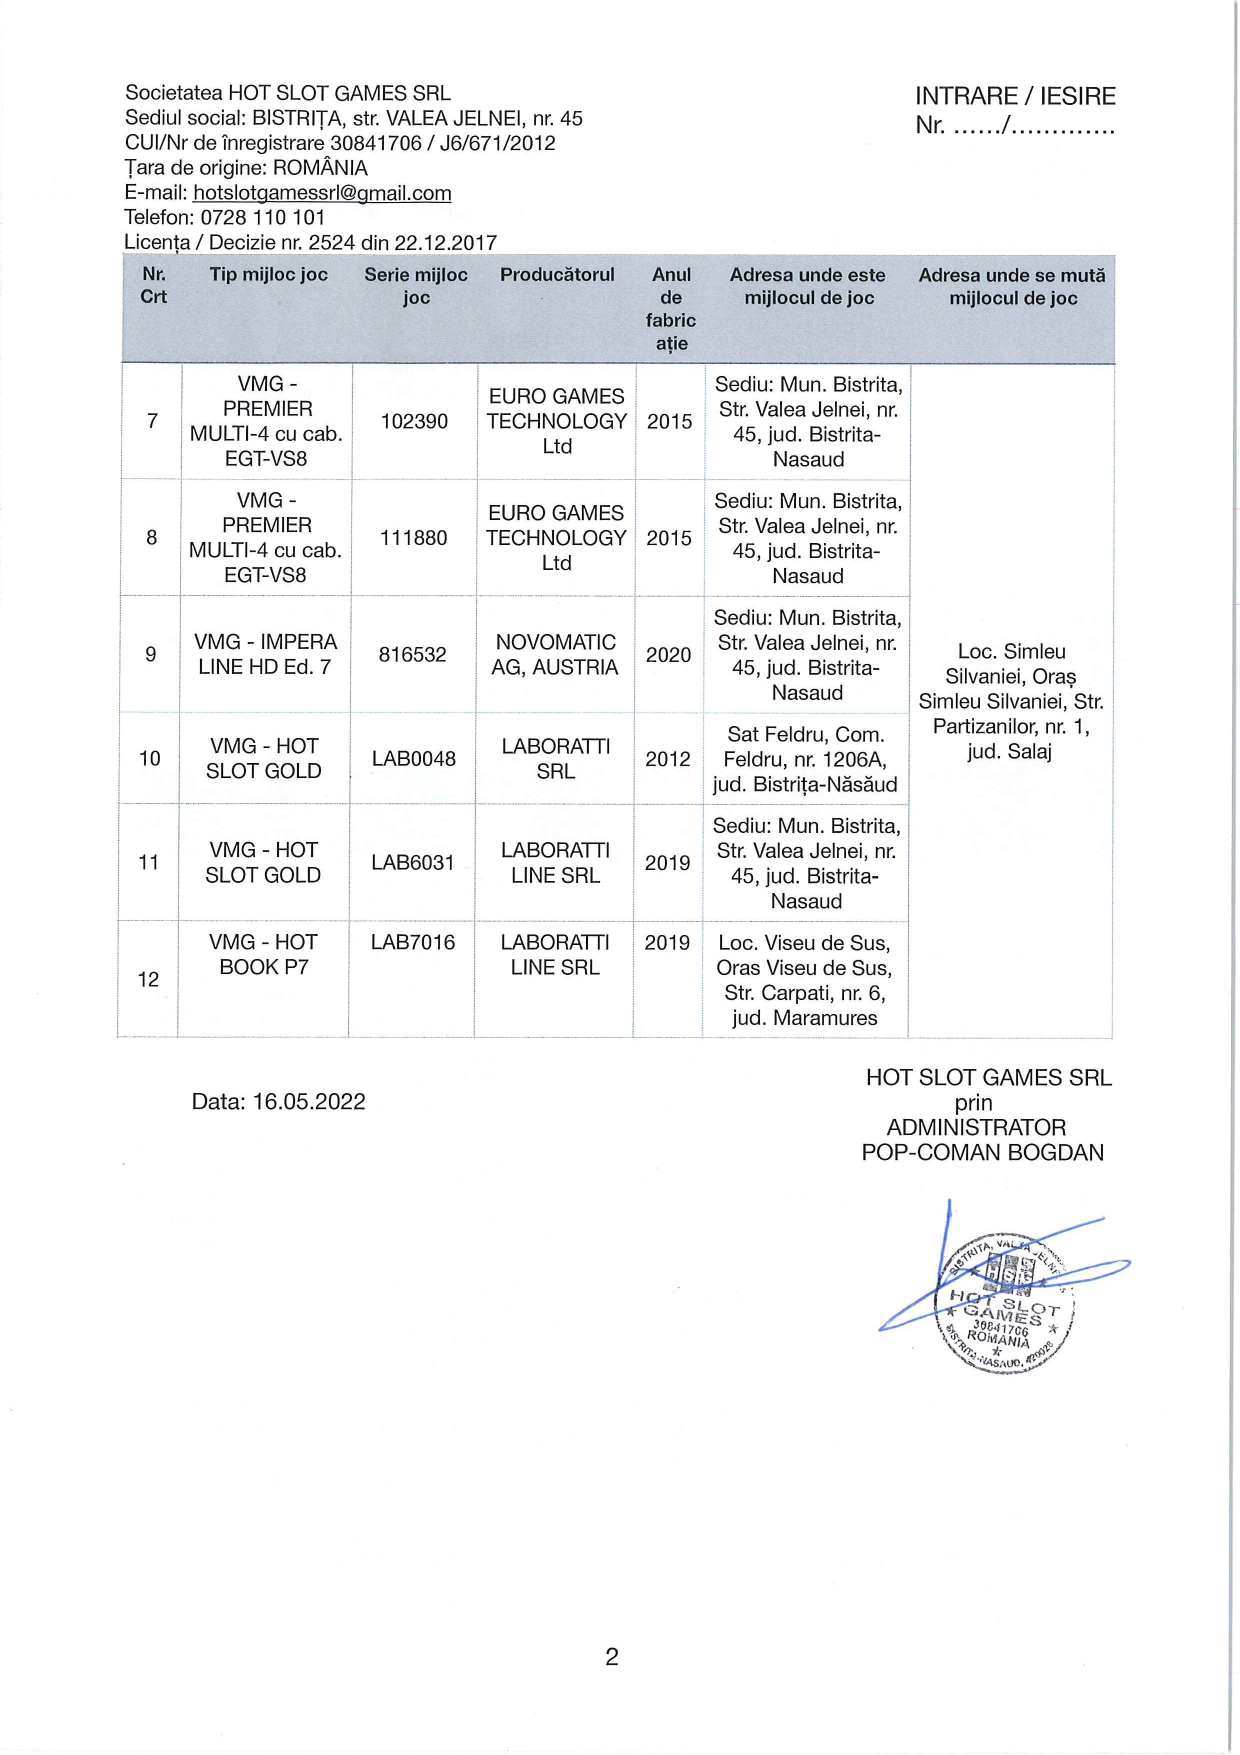 Societatea HOT SLOT GAMES SRL
Sediul social: BISTRIȚA, str. VALEA JELNEI, nr. 45
CUI/Nr de înregistrare 30841706 / J6/671/2012
Țara de origine: ROMÂNIA
E-mail: hotslotgamessrl@gmail.com
Telefon: 0728 110 101
Licența / Decizie nr. 2524 din 22.12.2017
INTRARE / IESIRE
Nr. ....../.............
Nr.
Crt
Tip mijloc joc
Serie mijloc
joc
Producătorul
Anul
de
fabric
ație
Adresa unde este
mijlocul de joc
Adresa unde se mută
mijlocul de joc
7
VMG -
PREMIER
MULTI-4 cu cab.
EGT-VS8
102390
EURO GAMES
TECHNOLOGY
Ltd
2015
Sediu: Mun. Bistrita,
Str. Valea Jelnei, nr.
45, jud. Bistrita-
Nasaud
8
VMG -
PREMIER
MULTI-4 cu cab.
EGT-VS8
111880
EURO GAMES
TECHNOLOGY
Ltd
2015
Sediu: Mun. Bistrita,
Str. Valea Jelnei, nr.
45, jud. Bistrita-
Nasaud
9
VMG - IMPERA
LINE HD Ed. 7
816532
NOVOMATIC
AG, AUSTRIA
2020
Sediu: Mun. Bistrita,
Str. Valea Jelnei, nr.
45, jud. Bistrita-
Nasaud
Loc. Simleu
Silvaniei, Oraș
Simleu Silvaniei, Str.
Partizanilor, nr. 1,
jud. Salaj
10
VMG - HOT
SLOT GOLD
LAB0048
LABORATTI
SRL
2012
Sat Feldru, Com.
Feldru, nr. 1206A,
jud. Bistrița-Năsăud
11
VMG - HOT
SLOT GOLD
LAB6031
LABORATTI
LINE SRL
2019
Sediu: Mun. Bistrita,
Str. Valea Jelnei, nr.
45, jud. Bistrita-
Nasaud
12
VMG - HOT
BOOK P7
LAB7016
LABORATTI
LINE SRL
2019
Loc. Viseu de Sus,
Oras Viseu de Sus,
Str. Carpati, nr. 6,
jud. Maramures
Data: 16.05.2022
HOT SLOT GAMES SRL
prin
ADMINISTRATOR
POP-COMAN BOGDAN
BISTRITA, VALEA
HOT SLOT
GAMES
30841706
ROMANIA
BISTRITA-NASAUD, 420028
2